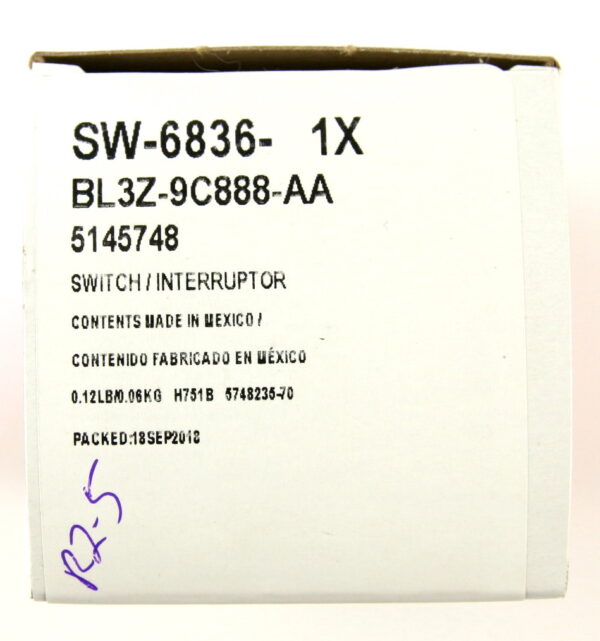 SW-6836- 1X
BL3Z-9C888-AA
5145748
SWITCH / INTERRUPTOR
CONTENTS MADE IN MEXICO /
CONTENIDO FABRICADO EN MÉXICO
0.12LB/0.06KG H751B 5748235-70
PACKED:18SEP2018
R2-5